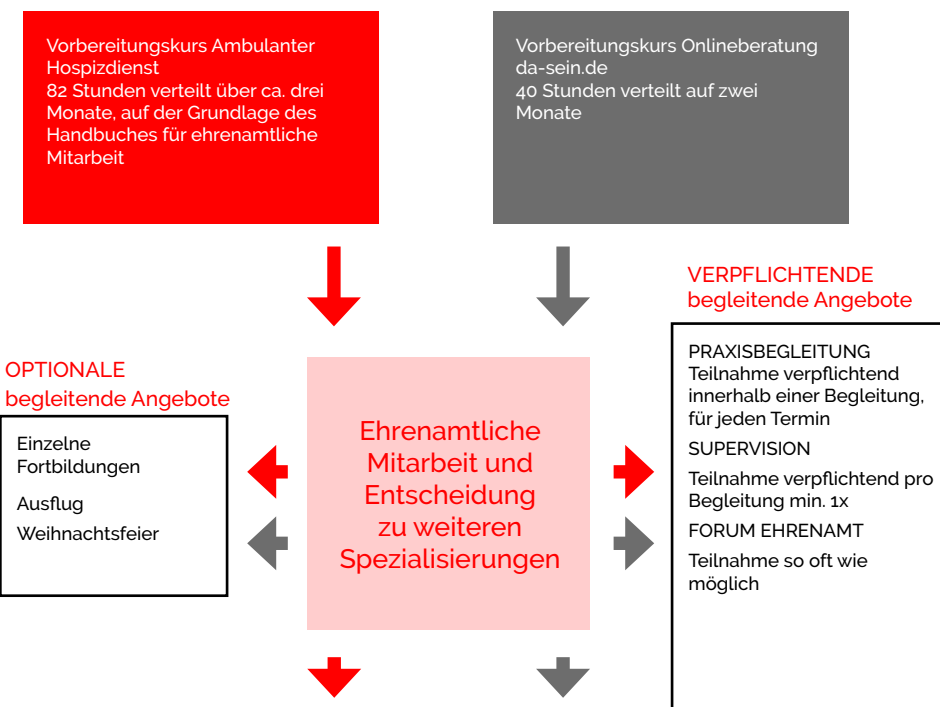 Vorbereitungskurs Ambulanter
Hospizdienst
82 Stunden verteilt über ca. drei
Monate, auf der Grundlage des
Handbuches für ehrenamtliche
Mitarbeit
Vorbereitungskurs Onlineberatung
da-sein.de
40 Stunden verteilt auf zwei
Monate
OPTIONALE
begleitende Angebote
Einzelne
Fortbildungen
Ausflug
Weihnachtsfeier
Ehrenamtliche
Mitarbeit und
Entscheidung
zu weiteren
Spezialisierungen
VERPFLICHTENDE
begleitende Angebote
PRAXISBEGLEITUNG
Teilnahme verpflichtend
innerhalb einer Begleitung,
für jeden Termin
SUPERVISION
Teilnahme verpflichtend pro
Begleitung min. 1x
FORUM EHRENAMT
Teilnahme so oft wie
möglich